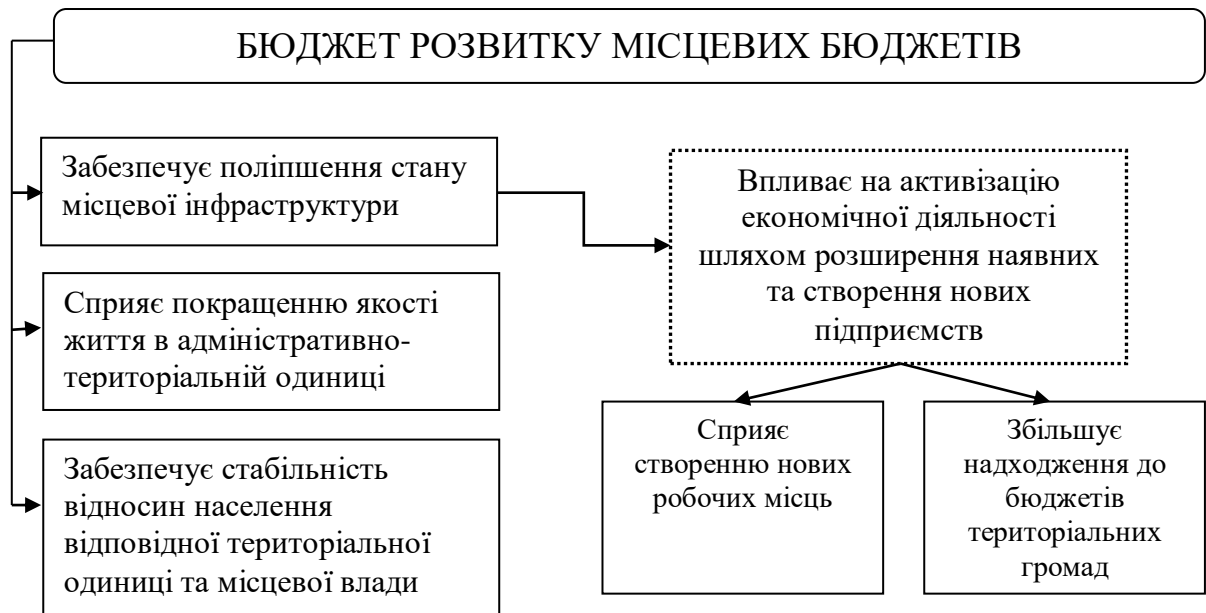 БЮДЖЕТ РОЗВИТКУ МІСЦЕВИХ БЮДЖЕТІВ
Забезпечує поліпшення стану
місцевої інфраструктури
Сприяє покращенню якості
життя в адміністративно-
територіальній одиниці
Забезпечує стабільність
відносин населення
відповідної територіальної
одиниці та місцевої влади
Впливає на активізацію
економічної діяльності
шляхом розширення наявних
та створення нових
підприємств
Сприяє
створенню нових
робочих місць
Збільшує
надходження до
бюджетів
територіальних
громад